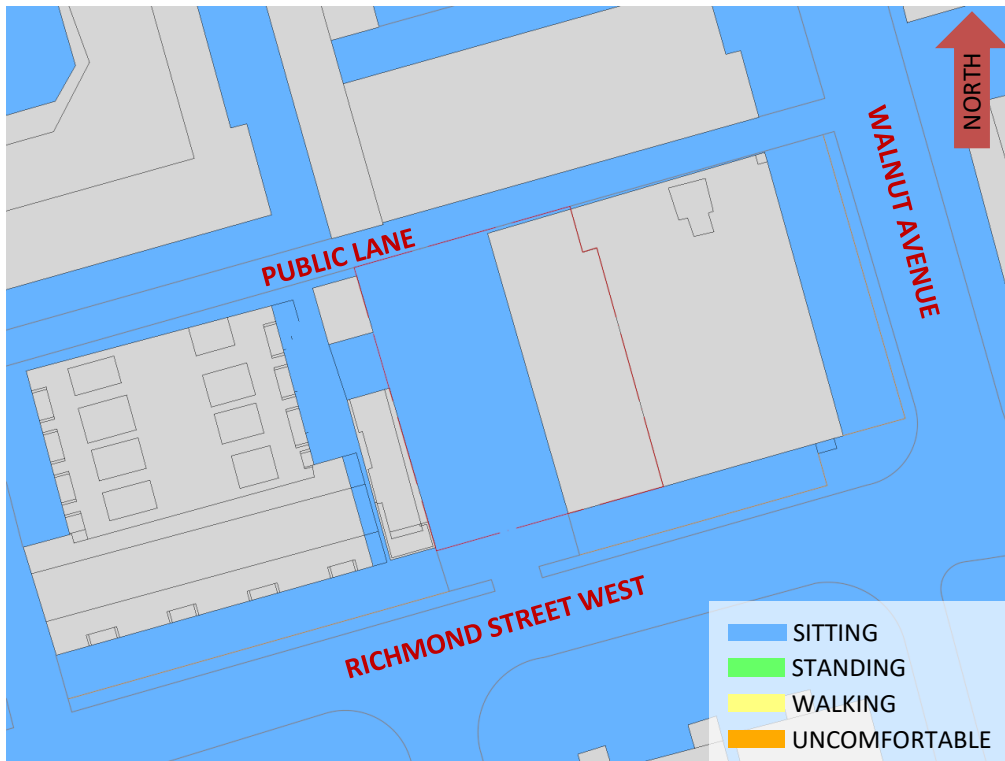 NORTH
WALNUT AVENUE
PUBLIC LANE
RICHMOND STREET WEST
SITTING
STANDING
WALKING
UNCOMFORTABLE